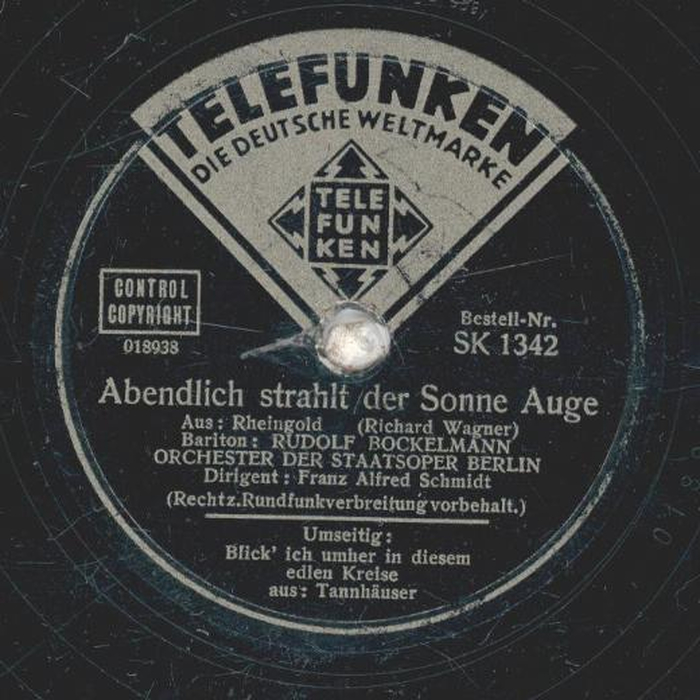 TELEFUNKEN
DIE DEUTSCHE WELTMARKE
TELE
FUN
KEN
CONTROL
COPYRIGHT
018938
Bestell-Nr.
SK 1342
Abendlich strahlt der Sonne Auge
Aus: Rheingold (Richard Wagner)
Bariton: RUDOLF BOCKELMANN
ORCHESTER DER STAATSOPER BERLIN
Dirigent: Franz Alfred Schmidt
(Rechtz.Rundfunkverbreitung vorbehalt.)
Umseitig:
Blick' ich umher in diesem
edlen Kreise
aus: Tannhäuser